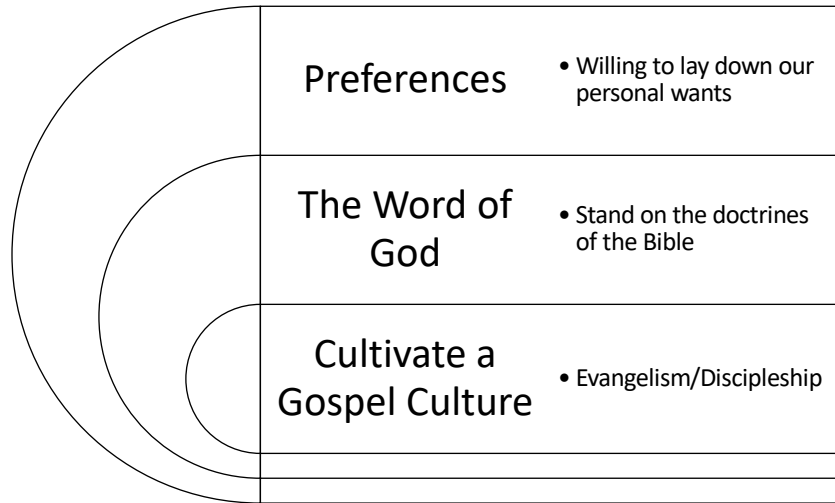 Preferences
• Willing to lay down our
personal wants
The Word of
God
• Stand on the doctrines
of the Bible
Cultivate a
Gospel Culture
• Evangelism/Discipleship